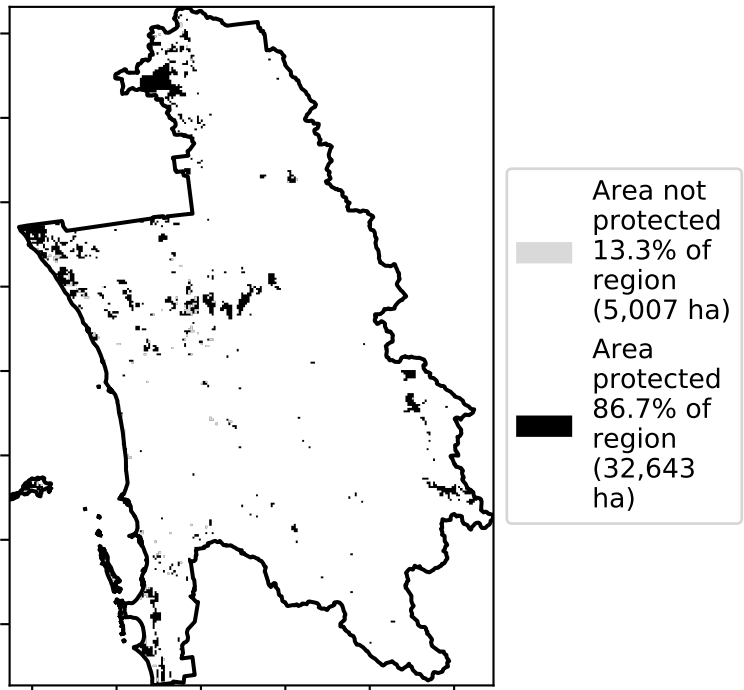 Area not
protected
13.3% of
region
(5,007 ha)
Area
protected
86.7% of
region
(32,643
ha)